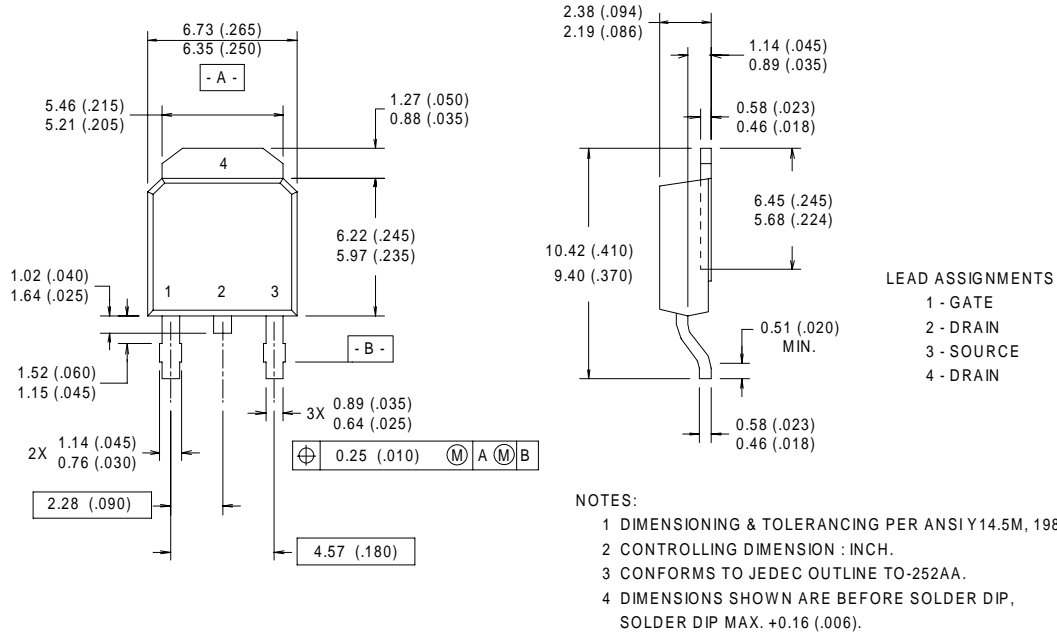 6.73 (.265)
6.35 (.250)
- A -
5.46 (.215)
5.21 (.205)
1.27 (.050)
0.88 (.035)
4
6.22 (.245)
5.97 (.235)
1.02 (.040)
1.64 (.025)
1 2 3
1.52 (.060)
1.15 (.045)
- B -
3X 0.89 (.035)
0.64 (.025)
2X 1.14 (.045)
0.76 (.030)
0.25 (.010) M A M B
2.28 (.090)
4.57 (.180)
2.38 (.094)
2.19 (.086)
1.14 (.045)
0.89 (.035)
0.58 (.023)
0.46 (.018)
6.45 (.245)
5.68 (.224)
10.42 (.410)
9.40 (.370)
0.51 (.020)
MIN.
0.58 (.023)
0.46 (.018)
LEAD ASSIGNMENTS
1 - GATE
2 - DRAIN
3 - SOURCE
4 - DRAIN
NOTES:
1 DIMENSIONING & TOLERANCING PER ANSI Y14.5M, 198
2 CONTROLLING DIMENSION : INCH.
3 CONFORMS TO JEDEC OUTLINE TO-252AA.
4 DIMENSIONS SHOWN ARE BEFORE SOLDER DIP,
SOLDER DIP MAX. +0.16 (.006).